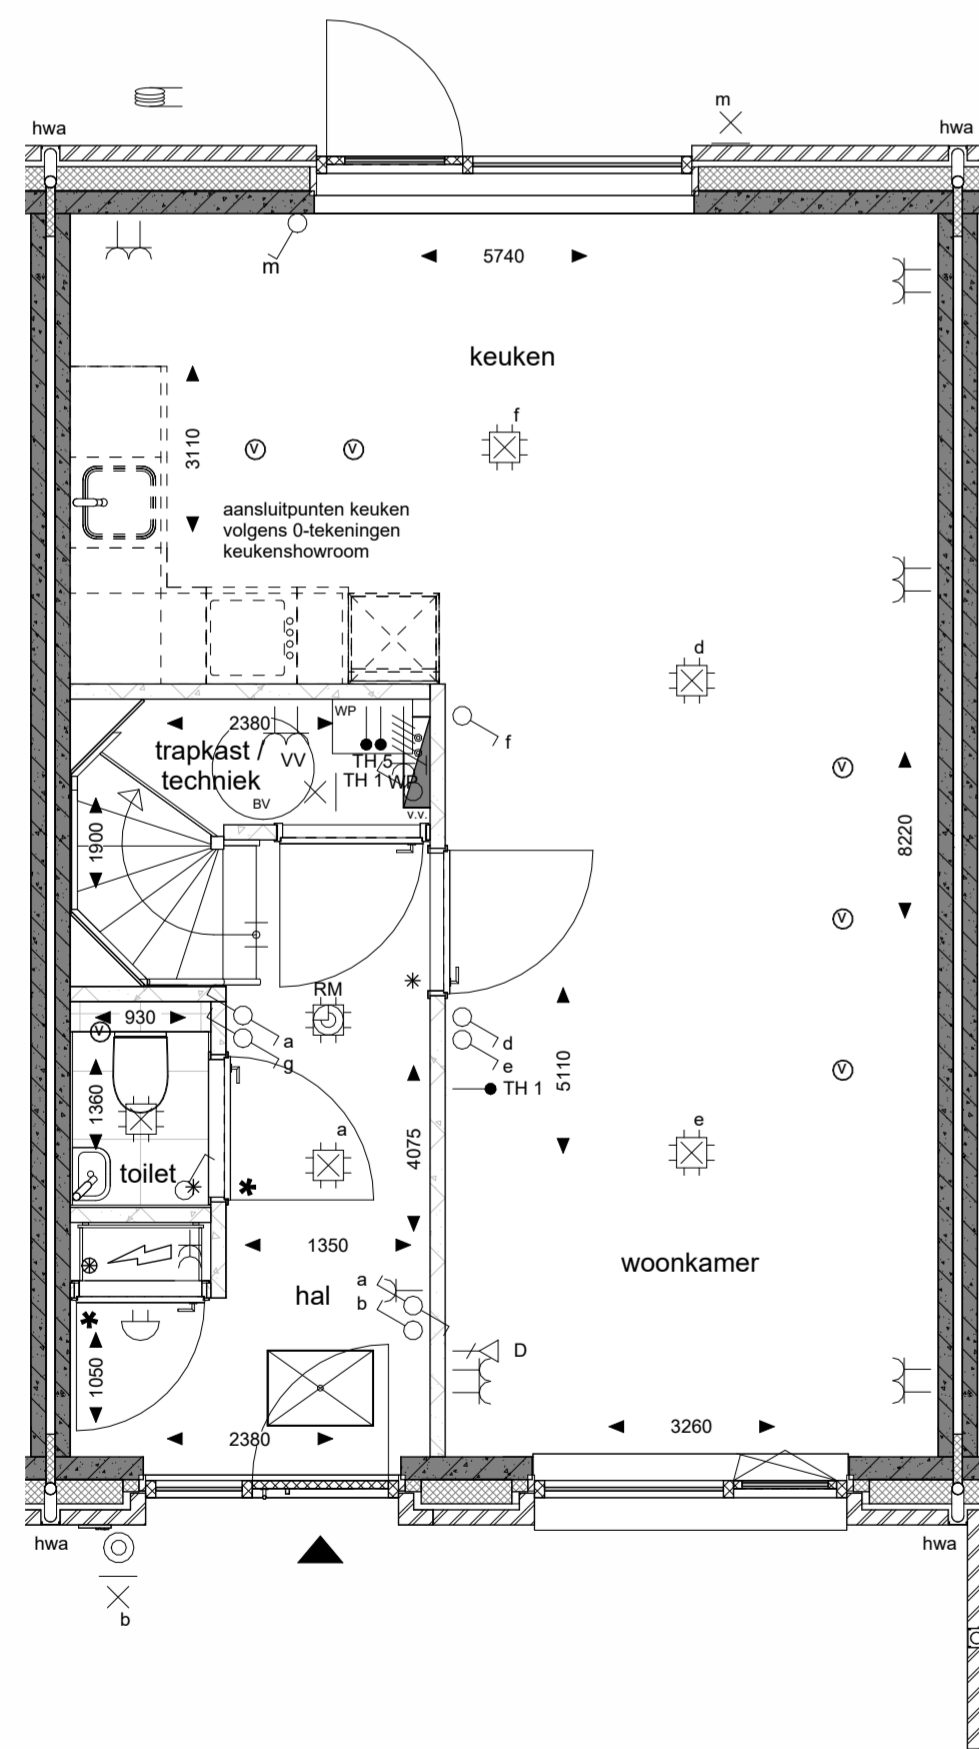 m
hwa
hwa
m
5740
keuken
f
3110
V
V
aansluitpunten keuken
volgens 0-tekeningen
keukenshowroom
d
WP
2380
f
trapkast /
techniek
VV
TH 5
TH 1
WP
BV
v.v.
V
1900
8220
V
RM
930
V
a
g
d
e
TH 1
5110
V
1360
a
4075
e
toilet
1350
woonkamer
a
b
hal
D
1050
2380
3260
hwa
hwa
b